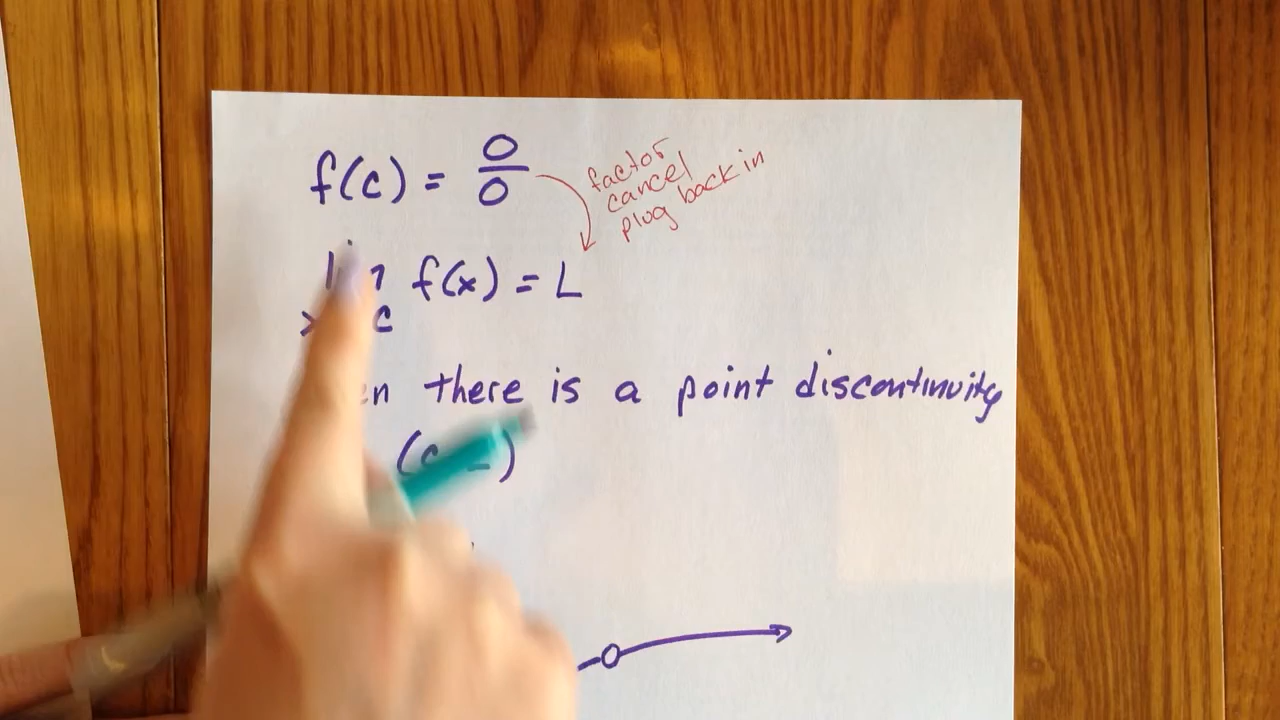 f(c) = 0/0
factor
cancel
plug back in
f(x) = L
c
there is a point discontinuity
(c )